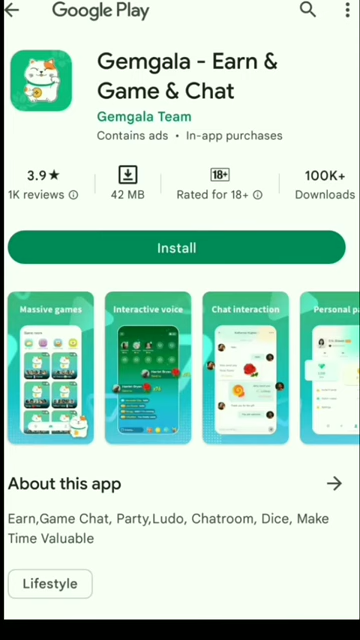 Google Play
Gemgala - Earn &
Game & Chat
Gemgala Team
Contains ads • In-app purchases
3.9★
1K reviews
42 MB
18+
Rated for 18+
100K+
Downloads
Install
Massive games
Interactive voice
Chat interaction
Personal pa
About this app
Earn,Game Chat, Party,Ludo, Chatroom, Dice, Make
Time Valuable
Lifestyle